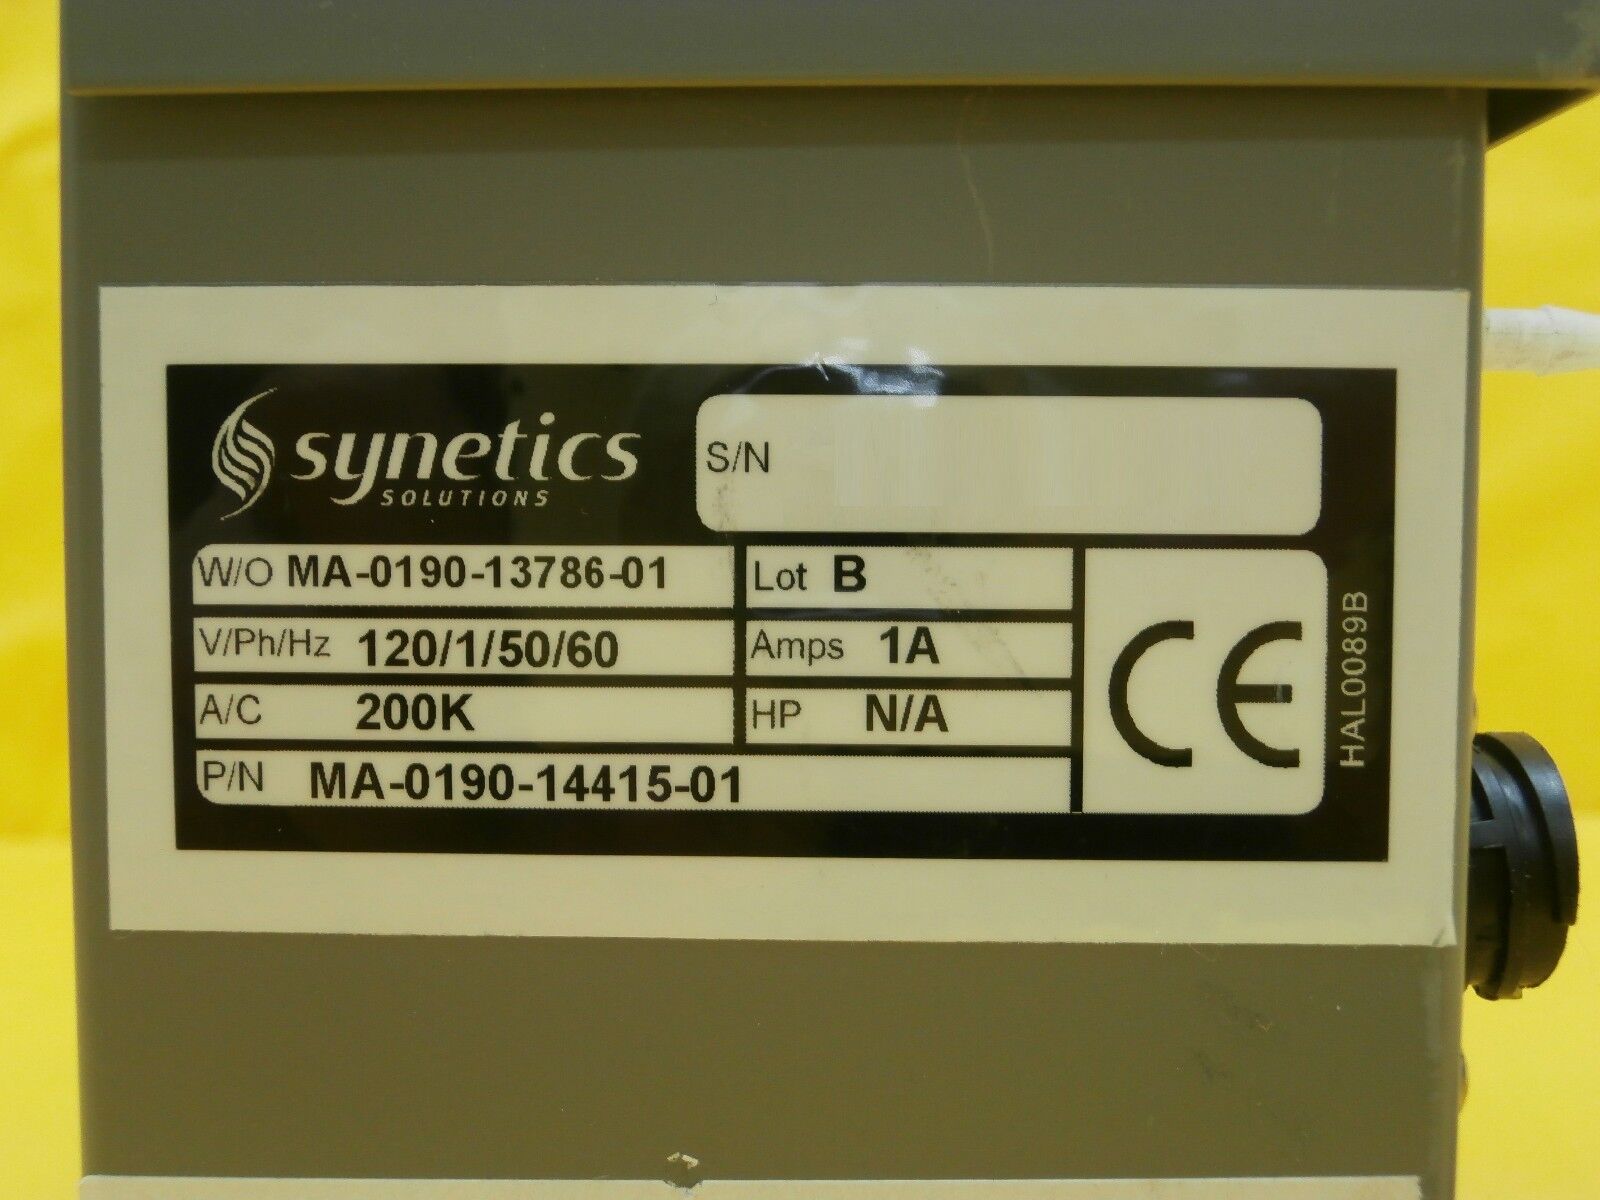 synetics
SOLUTIONS
S/N
W/O MA-0190-13786-01
Lot B
V/Ph/Hz 120/1/50/60
Amps 1A
A/C 200K
HP N/A
P/N MA-0190-14415-01
CE
HAL0089B